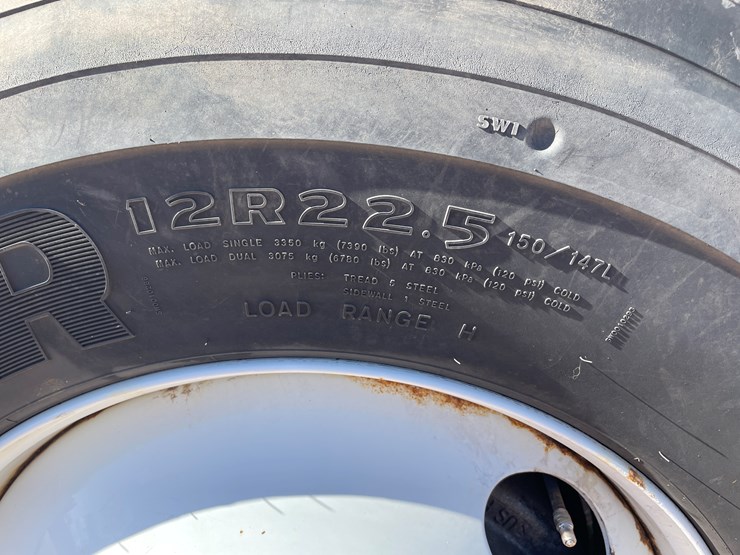 SWI
12R22.5 150/147L
MAX. LOAD SINGLE 3350 kg (7390 lbs) AT 830 kPa (120 psi) COLD
MAX. LOAD DUAL 3075 kg (6780 lbs) AT 830 kPa (120 psi) COLD
PLIES: TREAD 5 STEEL
SIDEWALL 1 STEEL
LOAD RANGE H
R